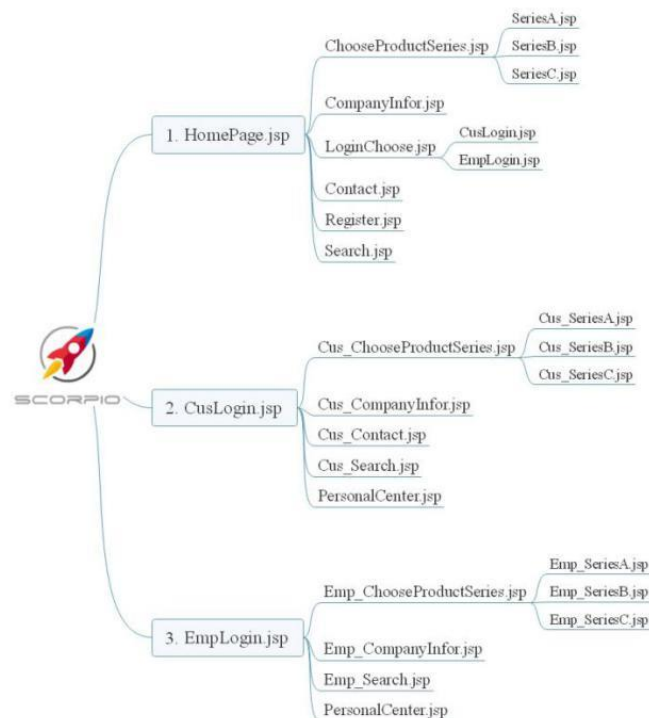 SeriesA.jsp
ChooseProductSeries.jsp
SeriesB.jsp
SeriesC.jsp
CompanyInfor.jsp
1. HomePage.jsp
LoginChoose.jsp
CusLogin.jsp
EmpLogin.jsp
Contact.jsp
Register.jsp
Search.jsp
SCORPIO
Cus_SeriesA.jsp
Cus_ChooseProductSeries.jsp
Cus_SeriesB.jsp
Cus_SeriesC.jsp
2. CusLogin.jsp
Cus_CompanyInfor.jsp
Cus_Contact.jsp
Cus_Search.jsp
PersonalCenter.jsp
Emp_SeriesA.jsp
Emp_ChooseProductSeries.jsp
Emp_SeriesB.jsp
Emp_SeriesC.jsp
3. EmpLogin.jsp
Emp_CompanyInfor.jsp
Emp_Search.jsp
PersonalCenter.jsp